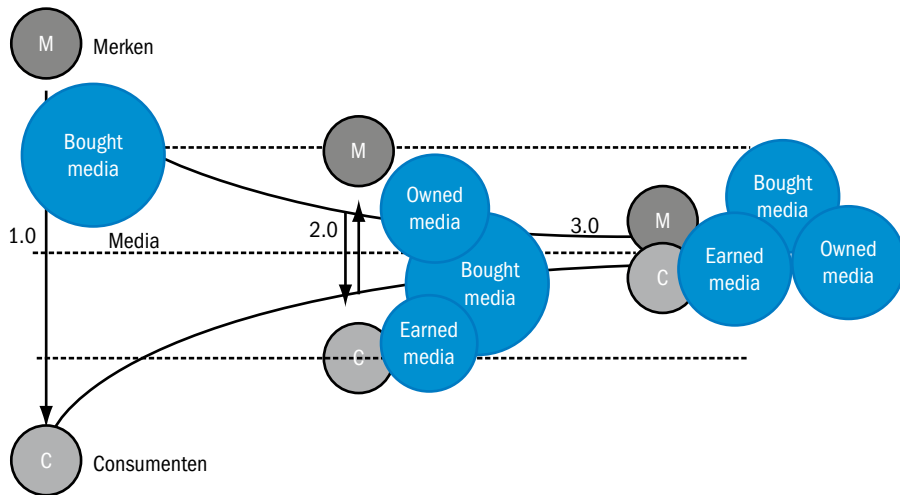 M
Merken
Bought
media
1.0
Media
M
Owned
media
2.0
Bought
media
Earned
media
C
3.0
M
C
Bought
media
Earned
media
Owned
media
C
Consumenten